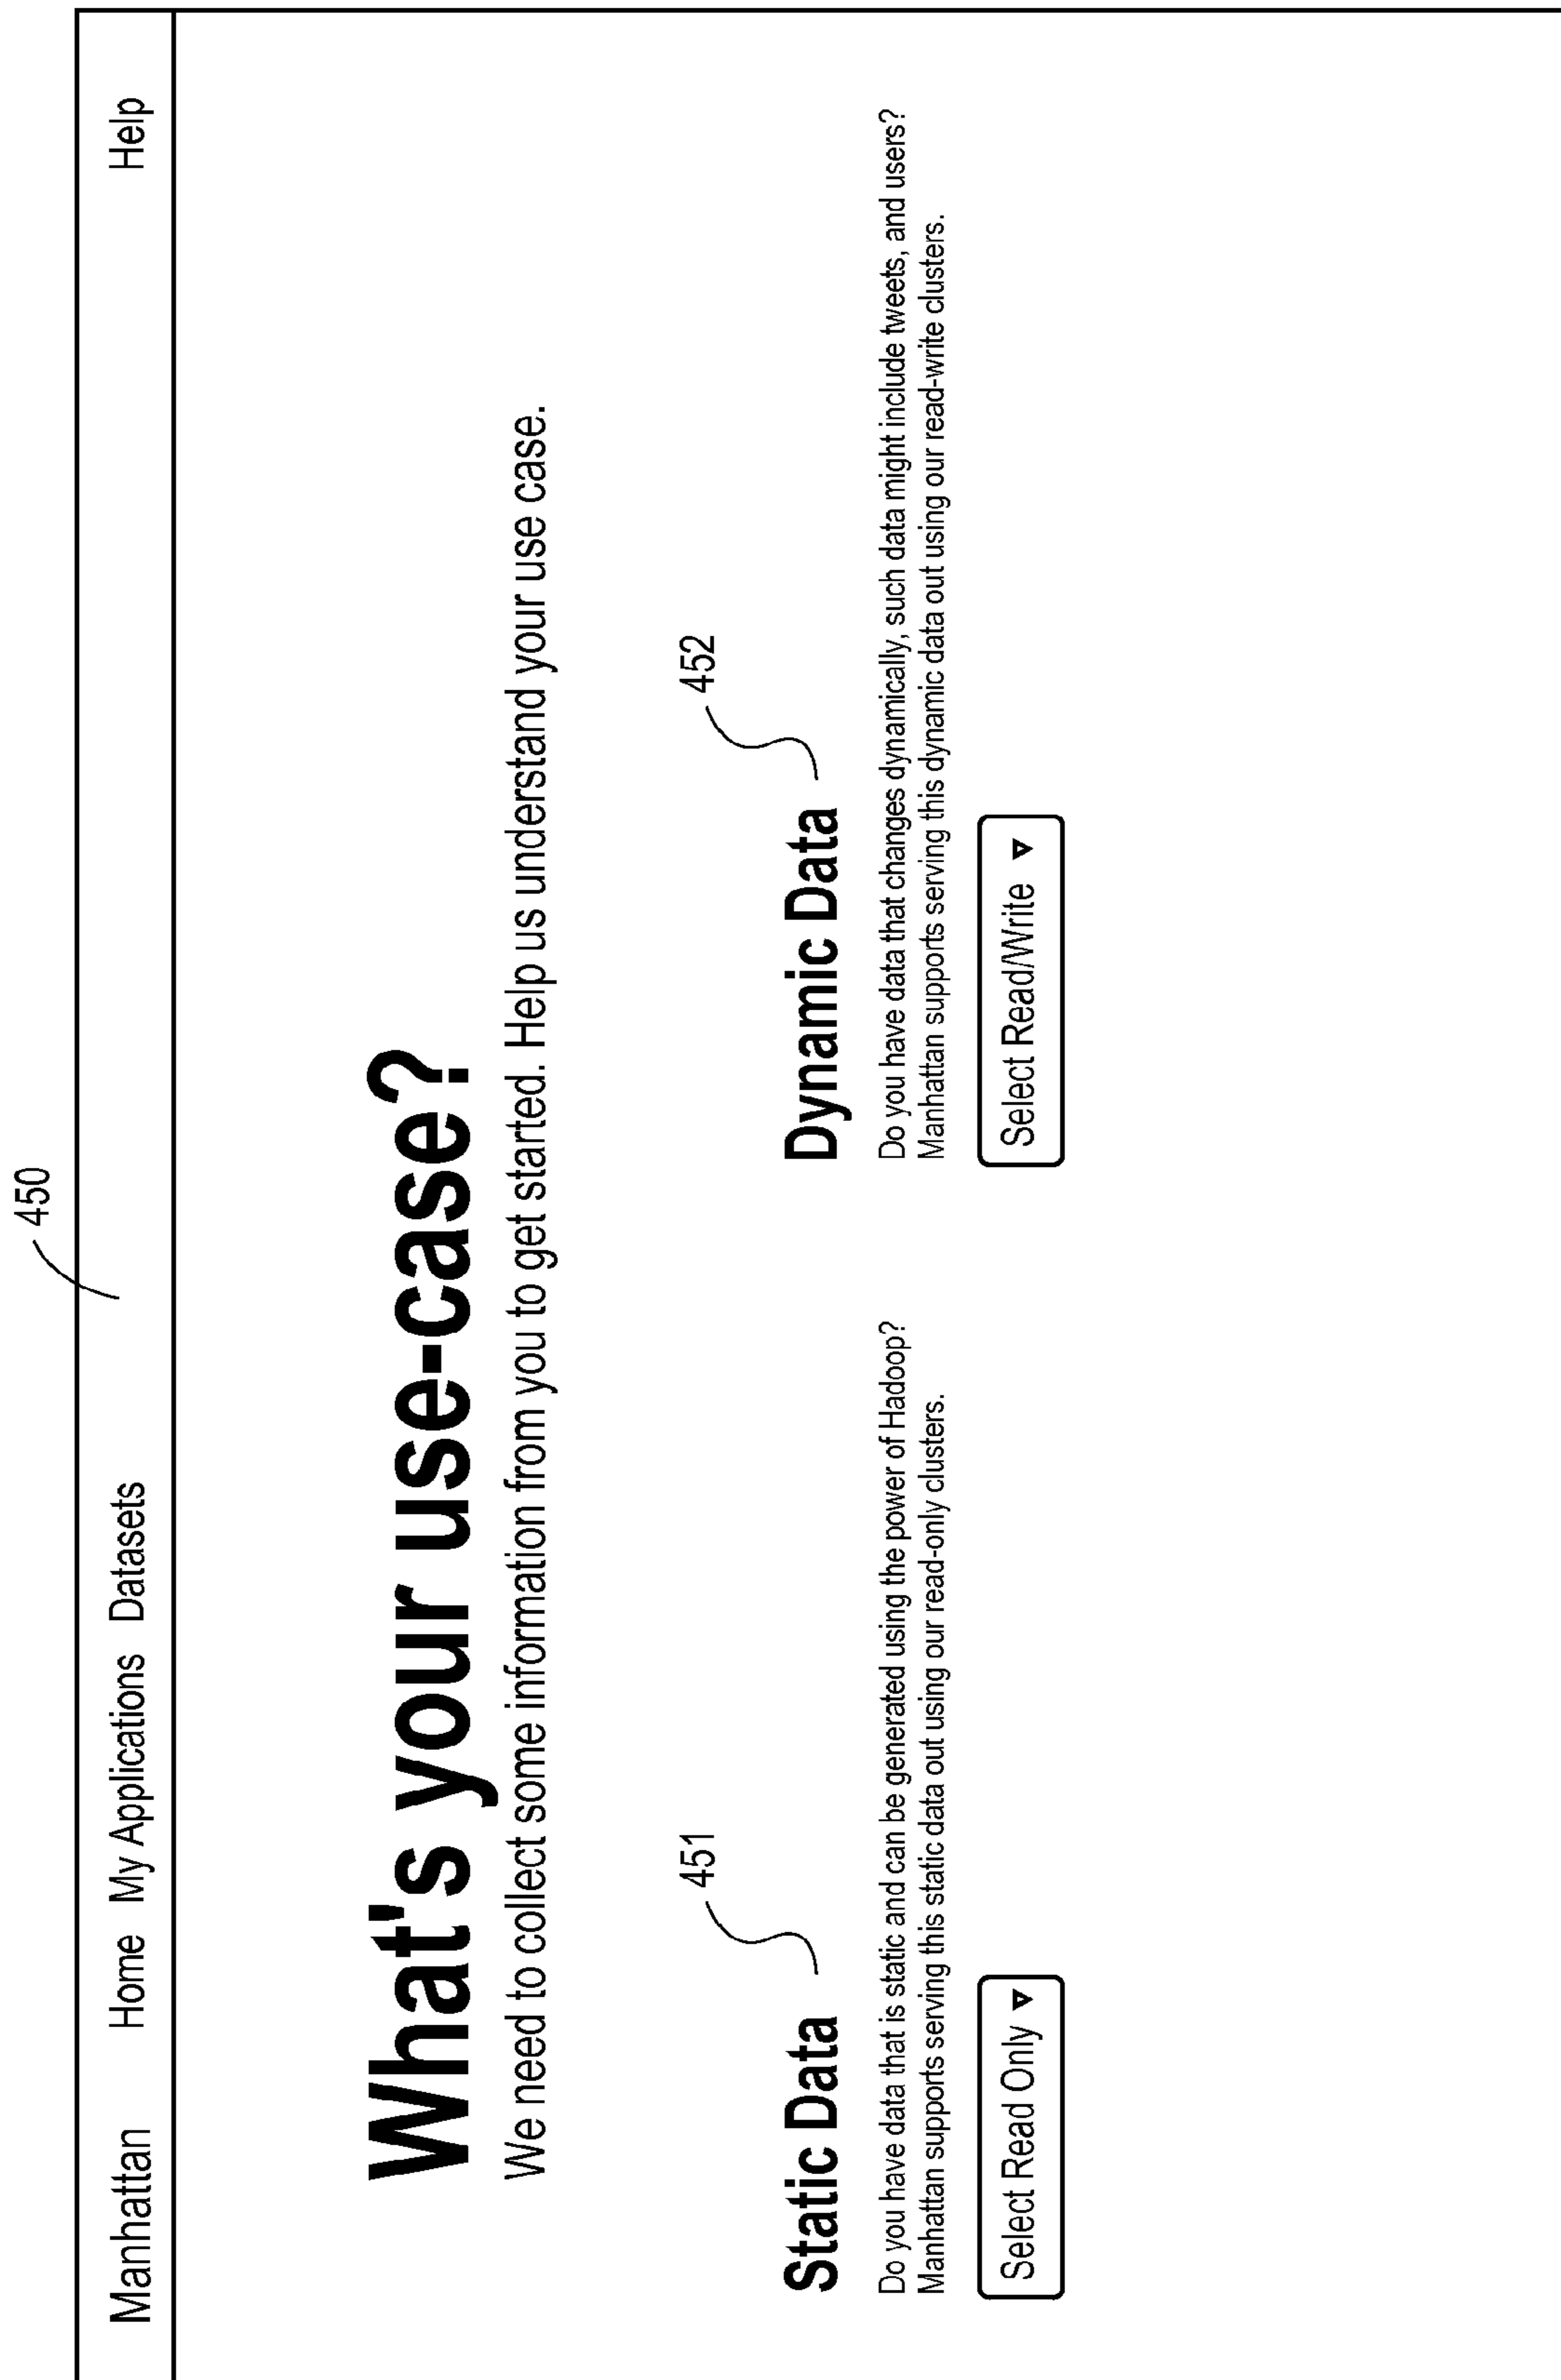 450
Manhattan Home My Applications Datasets Help
What's your use-case?
We need to collect some information from you to get started. Help us understand your use case.
451
Static Data
Do you have data that is static and can be generated using the power of Hadoop?
Manhattan supports serving this static data out using our read-only clusters.
Select Read Only
452
Dynamic Data
Do you have data that changes dynamically, such data might include tweets, and users?
Manhattan supports serving this dynamic data out using our read-write clusters.
Select Read/Write